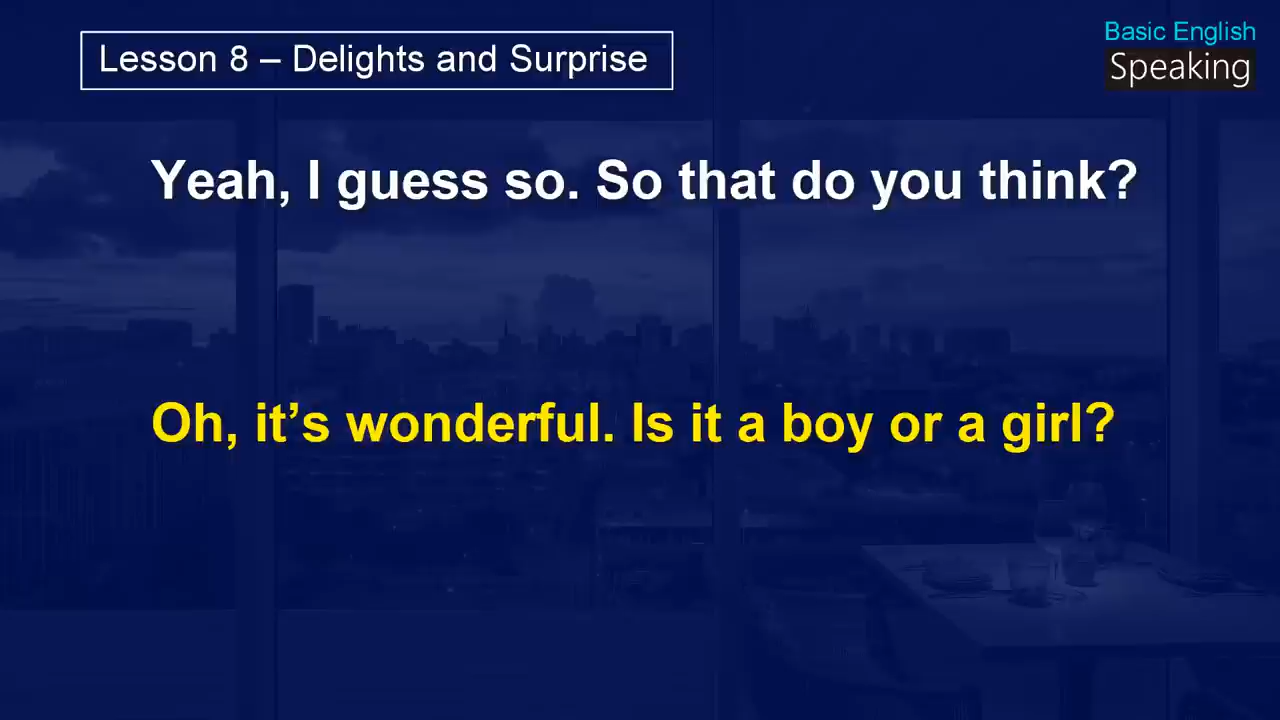 Lesson 8 – Delights and Surprise
Basic English
Speaking
Yeah, I guess so. So that do you think?
Oh, it’s wonderful. Is it a boy or a girl?